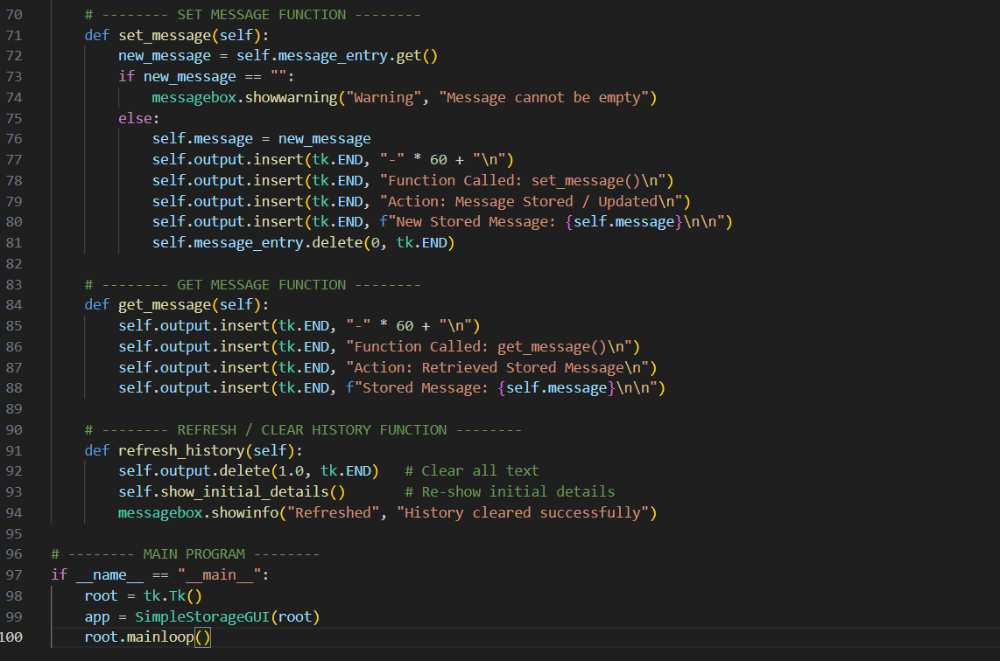 70 # -------- SET MESSAGE FUNCTION --------
71 def set_message(self):
72 new_message = self.message_entry.get()
73 if new_message == "":
74 messagebox.showwarning("Warning", "Message cannot be empty")
75 else:
76 self.message = new_message
77 self.output.insert(tk.END, "-" * 60 + "\n")
78 self.output.insert(tk.END, "Function Called: set_message()\n")
79 self.output.insert(tk.END, "Action: Message Stored / Updated\n")
80 self.output.insert(tk.END, f"New Stored Message: {self.message}\n\n")
81 self.message_entry.delete(0, tk.END)
82
83 # -------- GET MESSAGE FUNCTION --------
84 def get_message(self):
85 self.output.insert(tk.END, "-" * 60 + "\n")
86 self.output.insert(tk.END, "Function Called: get_message()\n")
87 self.output.insert(tk.END, "Action: Retrieved Stored Message\n")
88 self.output.insert(tk.END, f"Stored Message: {self.message}\n\n")
89
90 # -------- REFRESH / CLEAR HISTORY FUNCTION --------
91 def refresh_history(self):
92 self.output.delete(1.0, tk.END) # Clear all text
93 self.show_initial_details() # Re-show initial details
94 messagebox.showinfo("Refreshed", "History cleared successfully")
95
96 # -------- MAIN PROGRAM --------
97 if __name__ == "__main__":
98 root = tk.Tk()
99 app = SimpleStorageGUI(root)
100 root.mainloop()